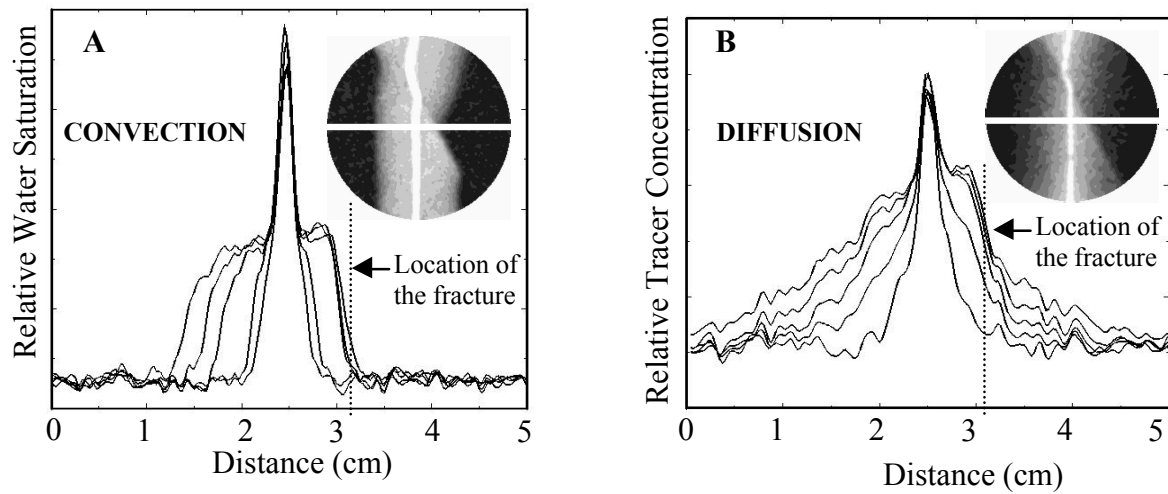 A
CONVECTION
Relative Water Saturation
Location of
the fracture
0 1 2 3 4 5
Distance (cm)
B
DIFFUSION
Relative Tracer Concentration
Location of
the fracture
0 1 2 3 4 5
Distance (cm)